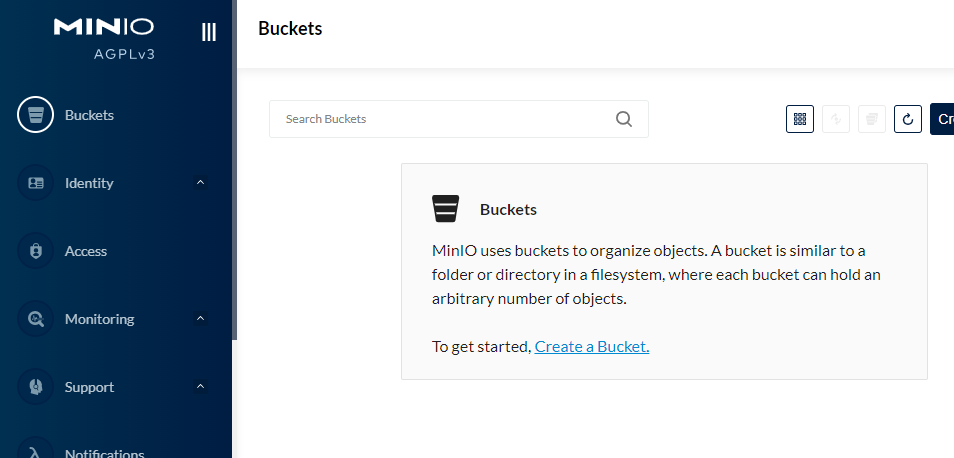 MINIO
AGPLv3
Buckets
Identity
Access
Monitoring
Support
Notifications
Buckets
Search Buckets
Buckets
MinIO uses buckets to organize objects. A bucket is similar to a
folder or directory in a filesystem, where each bucket can hold an
arbitrary number of objects.
To get started, Create a Bucket.